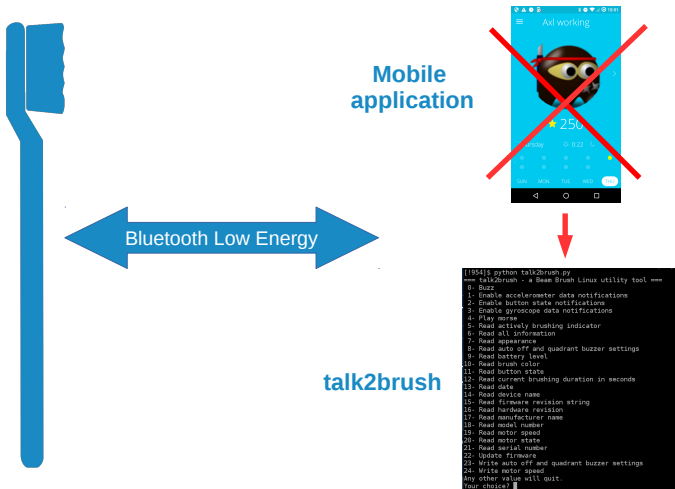 10:01
Axl working
Mobile
application
250
0:22
SUN MON TUE WED
Bluetooth Low Energy
talk2brush
[!954]$ python talk2brush.py
=== talk2brush - a Beam Brush Linux utility tool ===
0- Buzz
1- Enable accelerometer data notifications
2- Enable button state notifications
3- Enable gyroscope data notifications
4- Play morse
5- Read actively brushing indicator
6- Read all information
7- Read appearance
8- Read auto off and quadrant buzzer settings
9- Read battery level
10- Read brush color
11- Read button state
12- Read current brushing duration in seconds
13- Read date
14- Read device name
15- Read firmware revision string
16- Read hardware revision
17- Read manufacturer name
18- Read model number
19- Read motor speed
20- Read motor state
21- Read serial number
22- Update firmware
23- Write auto off and quadrant buzzer settings
24- Write motor speed
Any other value will quit.
Your choice?